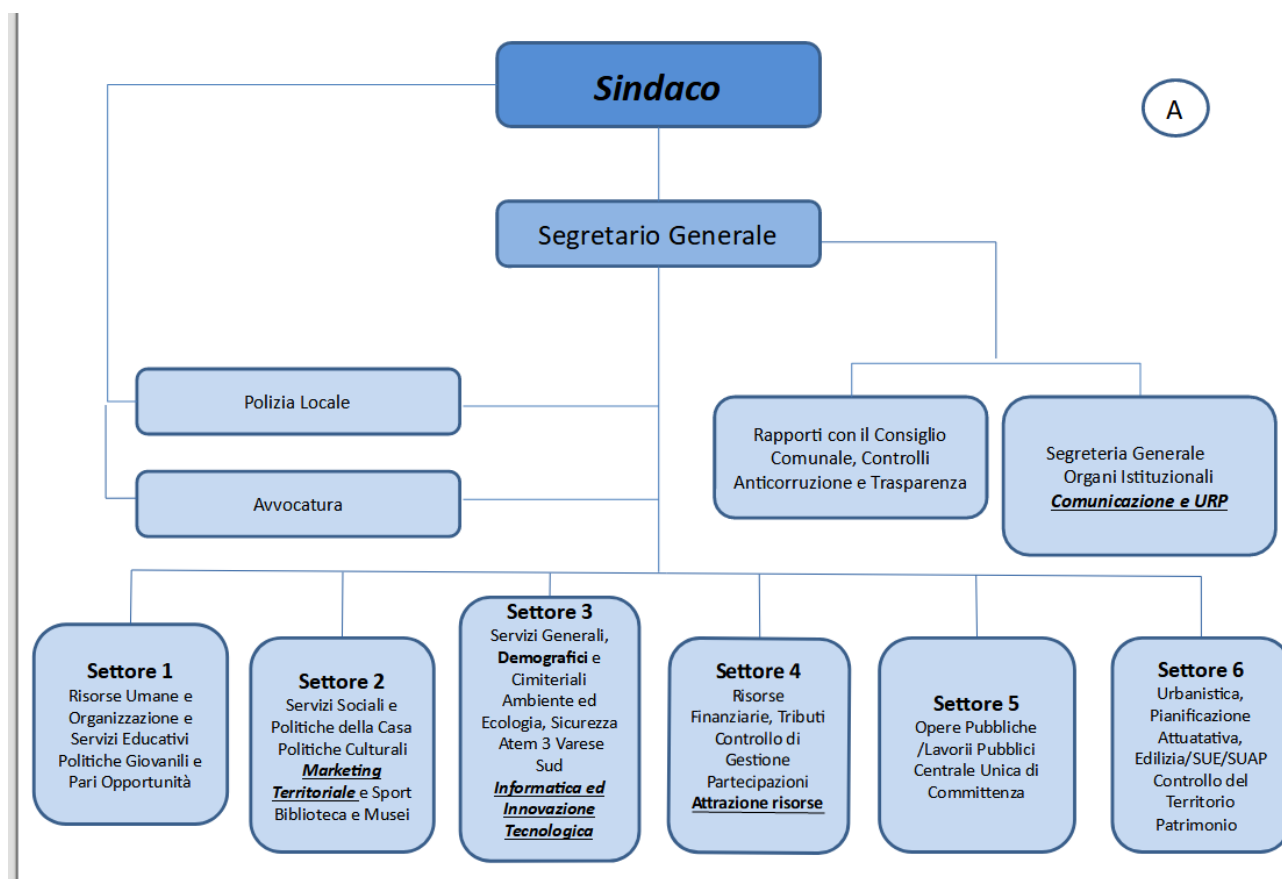 Sindaco
A
Segretario Generale
Polizia Locale
Avvocatura
Rapporti con il Consiglio
Comunale, Controlli
Anticorruzione e Trasparenza
Segreteria Generale
Organi Istituzionali
Comunicazione e URP
Settore 1
Risorse Umane e
Organizzazione e
Servizi Educativi
Politiche Giovanili e
Pari Opportunità
Settore 2
Servizi Sociali e
Politiche della Casa
Politiche Culturali
Marketing
Territoriale e Sport
Biblioteca e Musei
Settore 3
Servizi Generali,
Demografici e
Cimiteriali
Ambiente ed
Ecologia, Sicurezza
Atem 3 Varese
Sud
Informatica ed
Innovazione
Tecnologica
Settore 4
Risorse
Finanziarie, Tributi
Controllo di
Gestione
Partecipazioni
Attrazione risorse
Settore 5
Opere Pubbliche
/Lavorii Pubblici
Centrale Unica di
Committenza
Settore 6
Urbanistica,
Pianificazione
Attuatativa,
Edilizia/SUE/SUAP
Controllo del
Territorio
Patrimonio